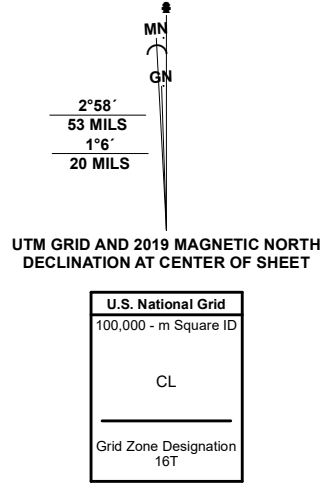 MN
GN
2°58´
53 MILS
1°6´
20 MILS
UTM GRID AND 2019 MAGNETIC NORTH
DECLINATION AT CENTER OF SHEET
U.S. National Grid
100,000 - m Square ID
CL
Grid Zone Designation
16T